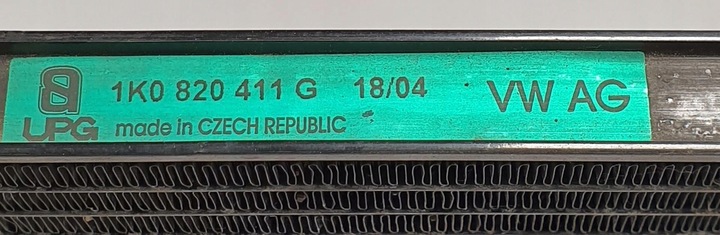 1K0 820 411 G 18/04 VW AG
UPG made in CZECH REPUBLIC